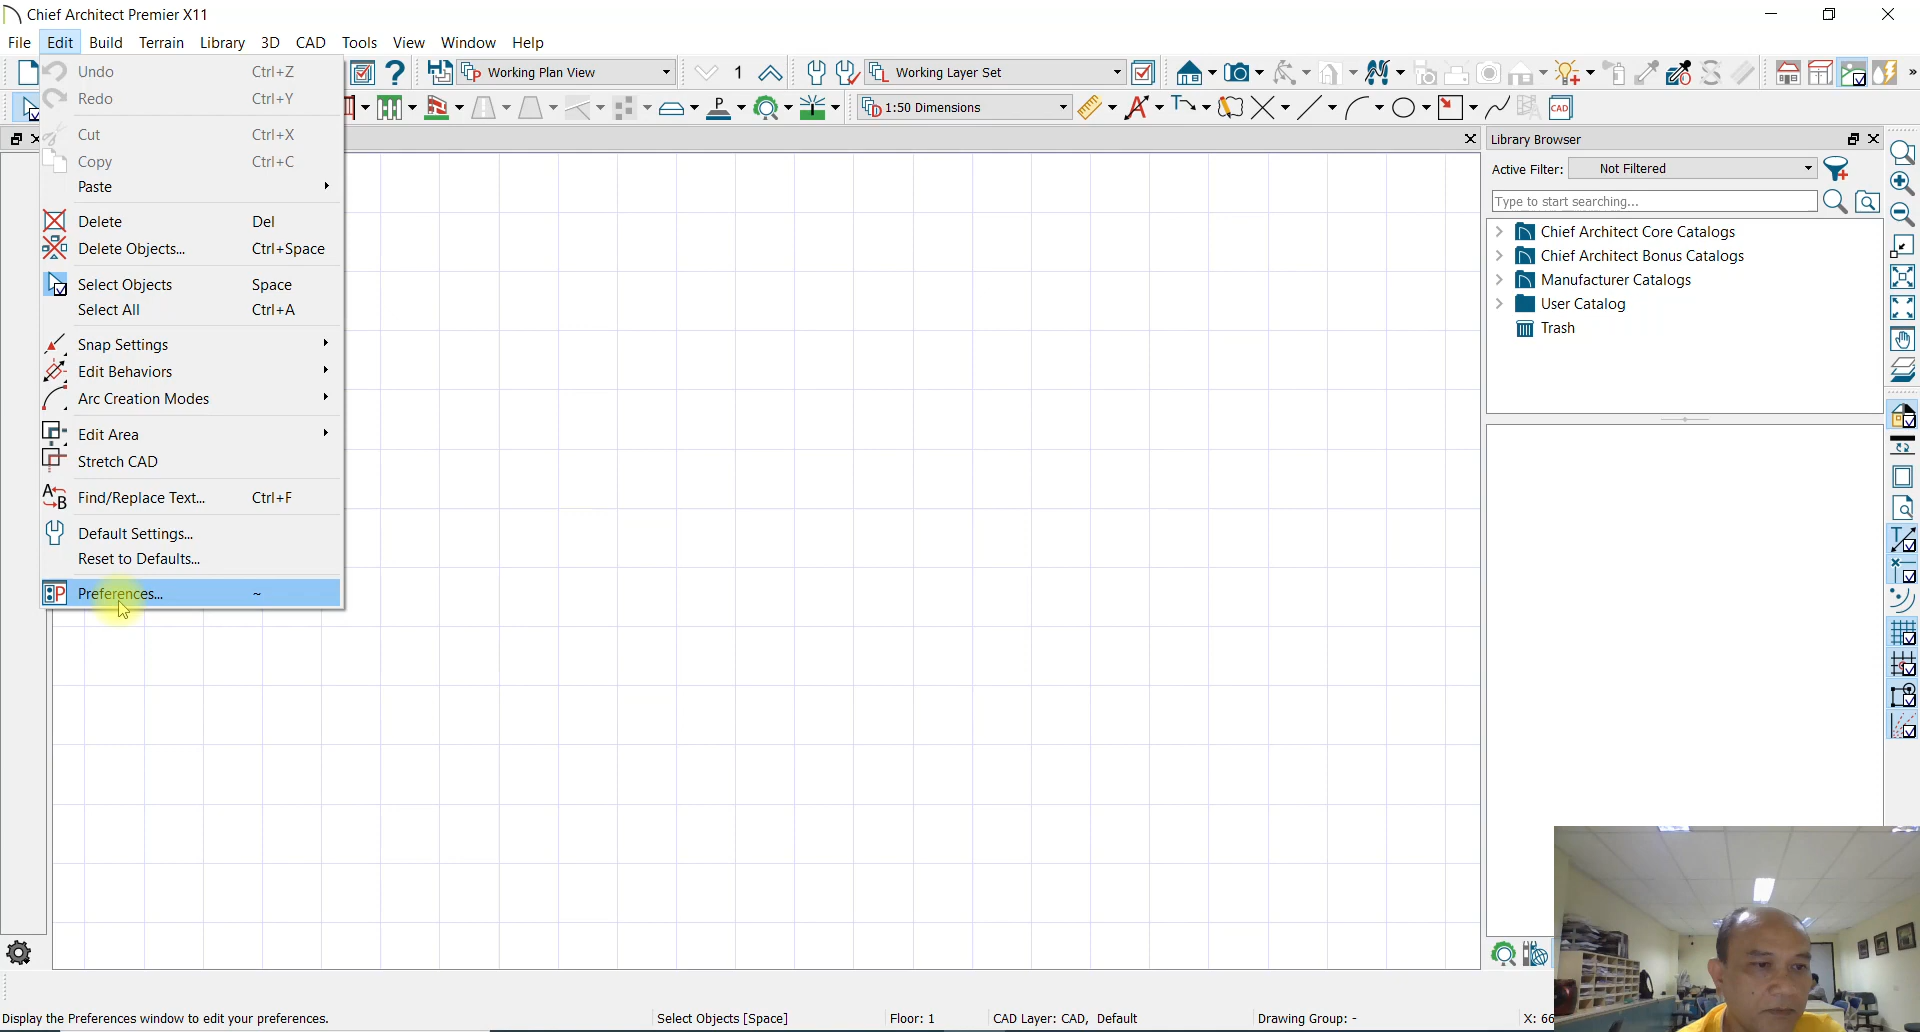 Chief Architect Premier X11
File Edit Build Terrain Library 3D CAD Tools View Window Help
Undo Ctrl+Z
Redo Ctrl+Y
Cut Ctrl+X
Copy Ctrl+C
Paste
Delete Del
Delete Objects... Ctrl+Space
Select Objects Space
Select All Ctrl+A
Snap Settings
Edit Behaviors
Arc Creation Modes
Edit Area
Stretch CAD
Find/Replace Text... Ctrl+F
Default Settings...
Reset to Defaults...
Preferences... ~
Working Plan View 1 Working Layer Set
1:50 Dimensions
CAD
Library Browser
Active Filter: Not Filtered
Type to start searching...
Chief Architect Core Catalogs
Chief Architect Bonus Catalogs
Manufacturer Catalogs
User Catalog
Trash
Display the Preferences window to edit your preferences. Select Objects [Space] Floor: 1 CAD Layer: CAD, Default Drawing Group: - X: 66